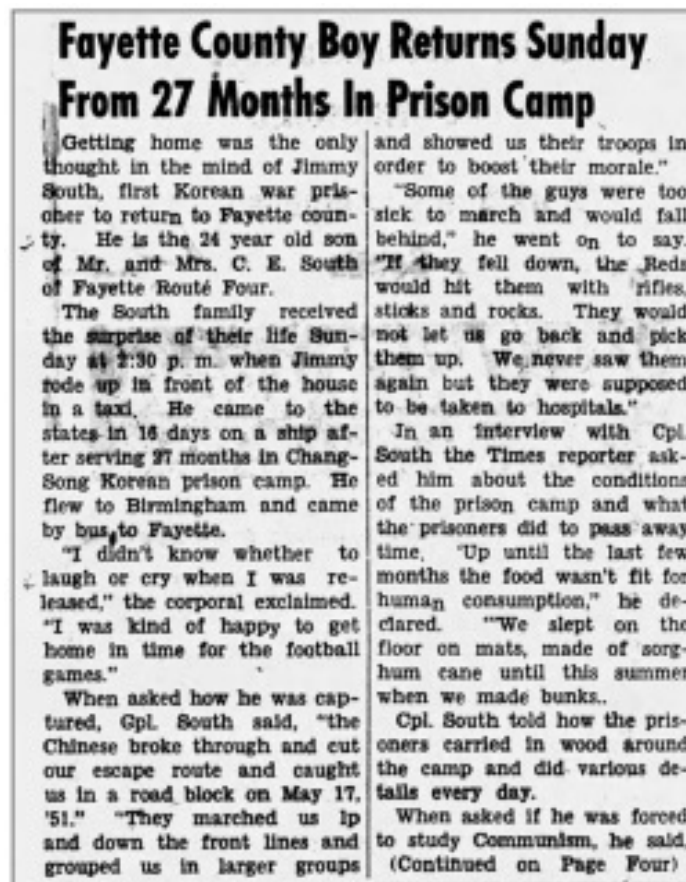 Fayette County Boy Returns Sunday
From 27 Months In Prison Camp
Getting home was the only
thought in the mind of Jimmy
South, first Korean war pris-
oner to return to Fayette coun-
ty. He is the 24 year old son
of Mr. and Mrs. C. E. South
of Fayette Routé Four.
The South family received
the surprise of their life Sun-
day at 2:30 p. m. when Jimmy
rode up in front of the house
in a taxi. He came to the
states in 16 days on a ship af-
ter serving 27 months in Chang-
Song Korean prison camp. He
flew to Birmingham and came
by bus to Fayette.
"I didn't know whether to
laugh or cry when I was re-
leased," the corporal exclaimed.
"I was kind of happy to get
home in time for the football
games."
When asked how he was cap-
tured, Gpl. South said, "the
Chinese broke through and cut
our escape route and caught
us in a road block on May 17,
'51." "They marched us Ip
and down the front lines and
grouped us in larger groups
and showed us their troops in
order to boost their morale."
"Some of the guys were too
sick to march and would fall
behind," he went on to say.
"If they fell down, the Reds
would hit them with rifles,
sticks and rocks. They would
not let us go back and pick
them up. We never saw them
again but they were supposed
to be taken to hospitals."
In an interview with Cpl.
South the Times reporter ask-
ed him about the conditions
of the prison camp and what
the prisoners did to pass away
time, "Up until the last few
months the food wasn't fit for
human consumption," he de-
clared. "'We slept on the
floor on mats, made of sorg-
hum cane until this summer
when we made bunks..
Cpl. South told how the pris-
oners carried in wood around
the camp and did various de-
tails every day.
When asked if he was forced
to study Communism, he said,
(Continued on Page Four)